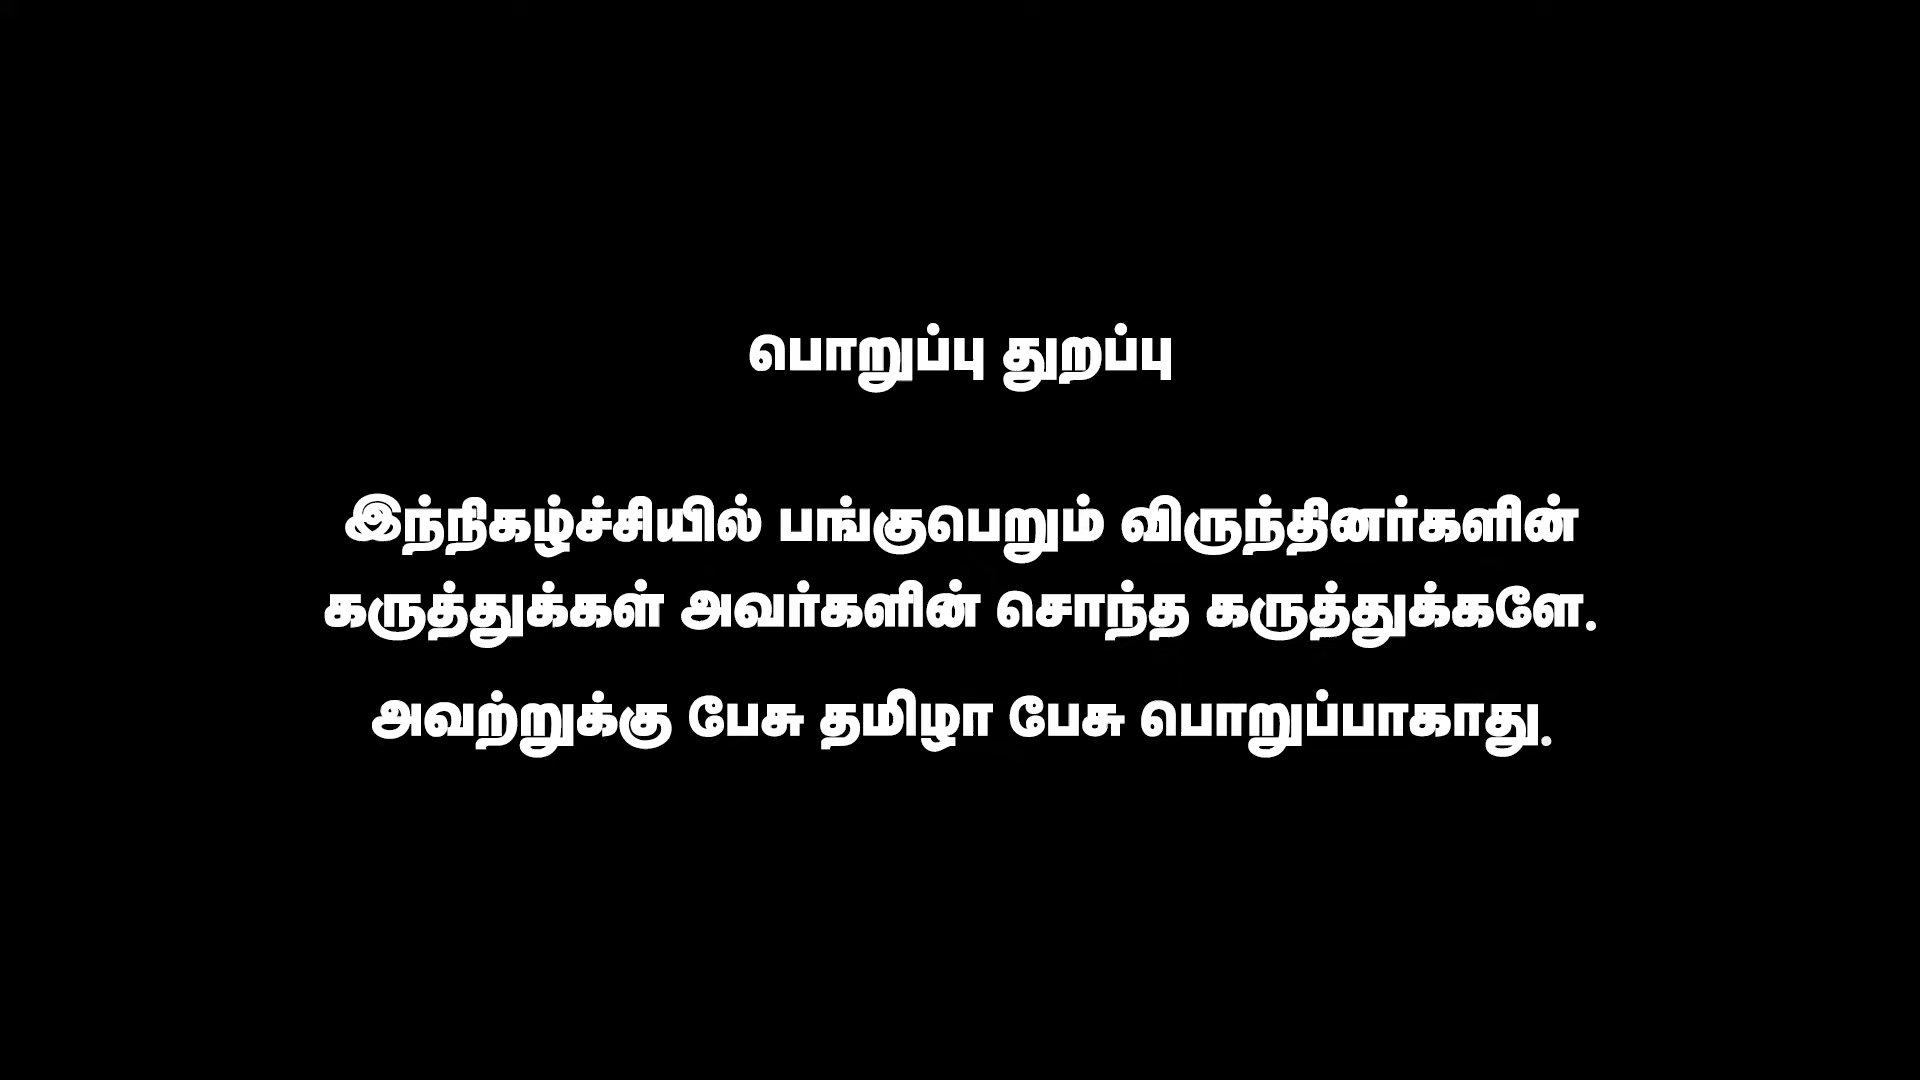 பொறுப்பு துறப்பு
இந்நிகழ்ச்சியில் பங்குபெறும் விருந்தினர்களின்
கருத்துக்கள் அவர்களின் சொந்த கருத்துக்களே.
அவற்றுக்கு பேசு தமிழா பேசு பொறுப்பாகாது.